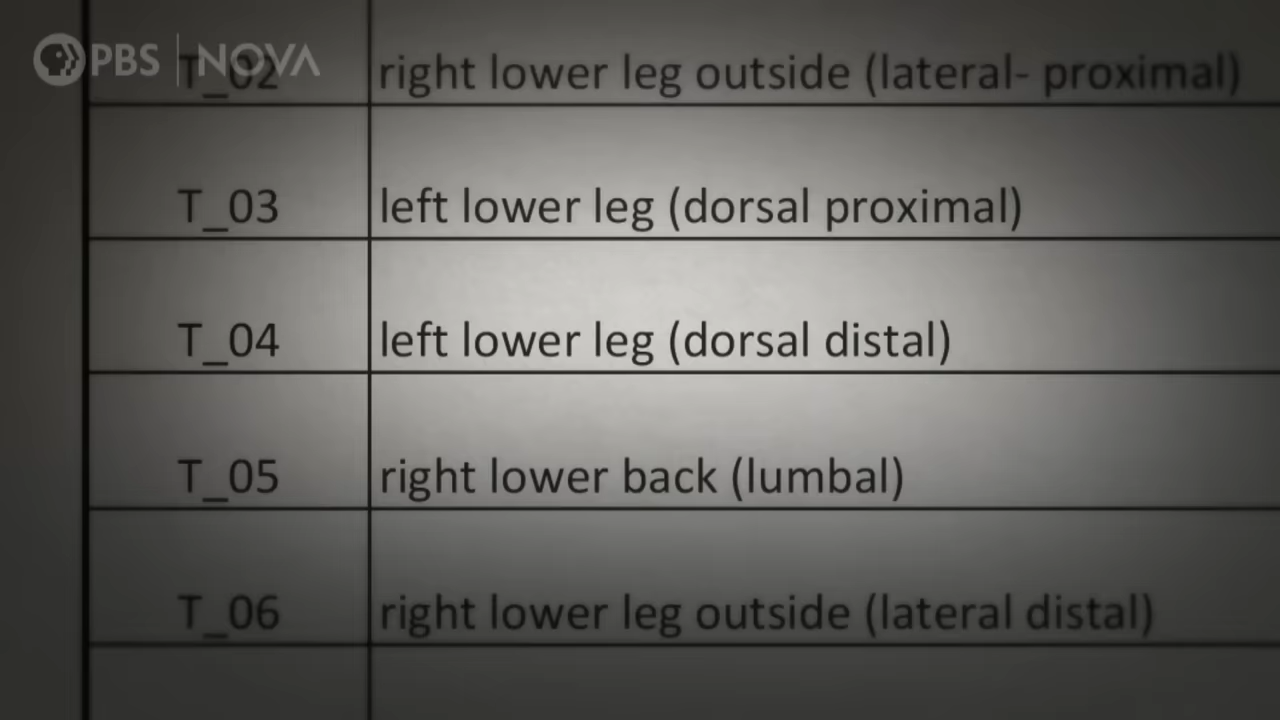 PBS NOVA
T_02 right lower leg outside (lateral- proximal)
T_03 left lower leg (dorsal proximal)
T_04 left lower leg (dorsal distal)
T_05 right lower back (lumbal)
T_06 right lower leg outside (lateral distal)